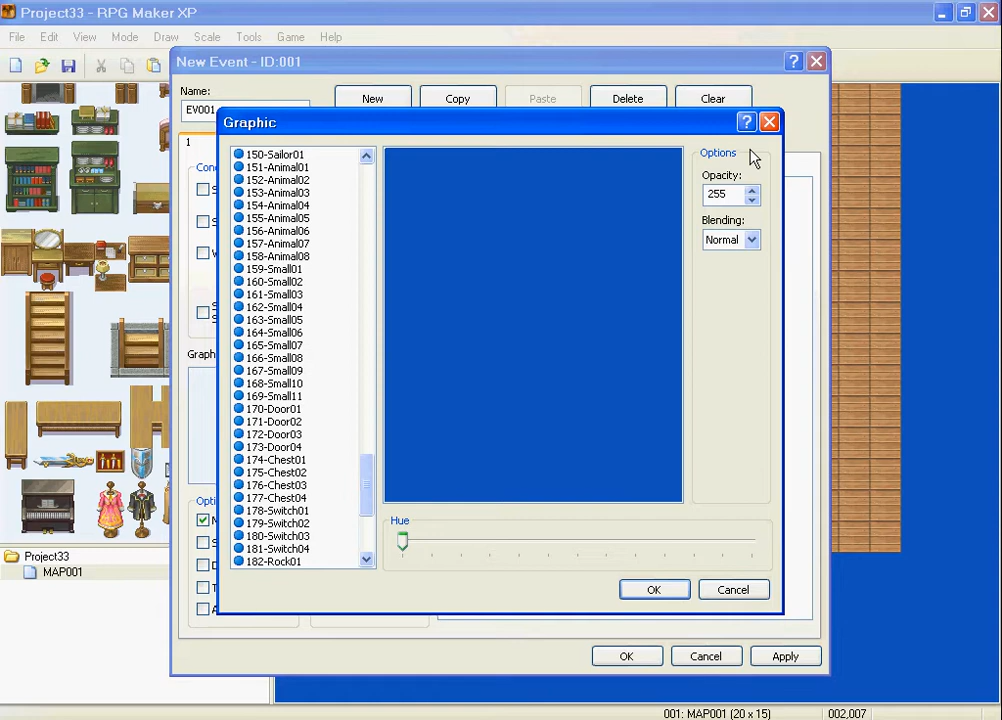 Project33 - RPG Maker XP
File Edit View Mode Draw Scale Tools Game Help
New Event - ID:001
Name:
New Copy Paste Delete Clear
EV001
Graphic
1
150-Sailor01
151-Animal01
152-Animal02
153-Animal03
154-Animal04
155-Animal05
156-Animal06
157-Animal07
158-Animal08
159-Small01
160-Small02
161-Small03
162-Small04
163-Small05
164-Small06
165-Small07
166-Small08
167-Small09
168-Small10
169-Small11
170-Door01
171-Door02
172-Door03
173-Door04
174-Chest01
175-Chest02
176-Chest03
177-Chest04
178-Switch01
179-Switch02
180-Switch03
181-Switch04
182-Rock01
Options
Opacity:
255
Blending:
Normal
Hue
OK Cancel
OK Cancel Apply
Project33
MAP001
001: MAP001 (20 x 15) 002,007